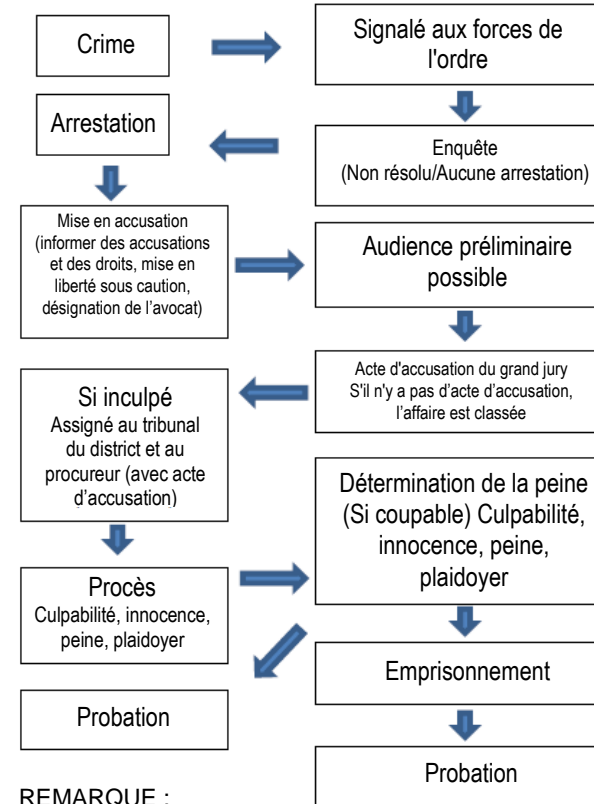 Crime
Signalé aux forces de
l'ordre
Arrestation
Enquête
(Non résolu/Aucune arrestation)
Mise en accusation
(informer des accusations
et des droits, mise en
liberté sous caution,
désignation de l’avocat)
Audience préliminaire
possible
Acte d'accusation du grand jury
S'il n'y a pas d’acte d’accusation,
l’affaire est classée
Si inculpé
Assigné au tribunal
du district et au
procureur (avec acte
d’accusation)
Détermination de la peine
(Si coupable) Culpabilité,
innocence, peine,
plaidoyer
Procès
Culpabilité, innocence,
peine, plaidoyer
Emprisonnement
Probation
Probation
REMARQUE :